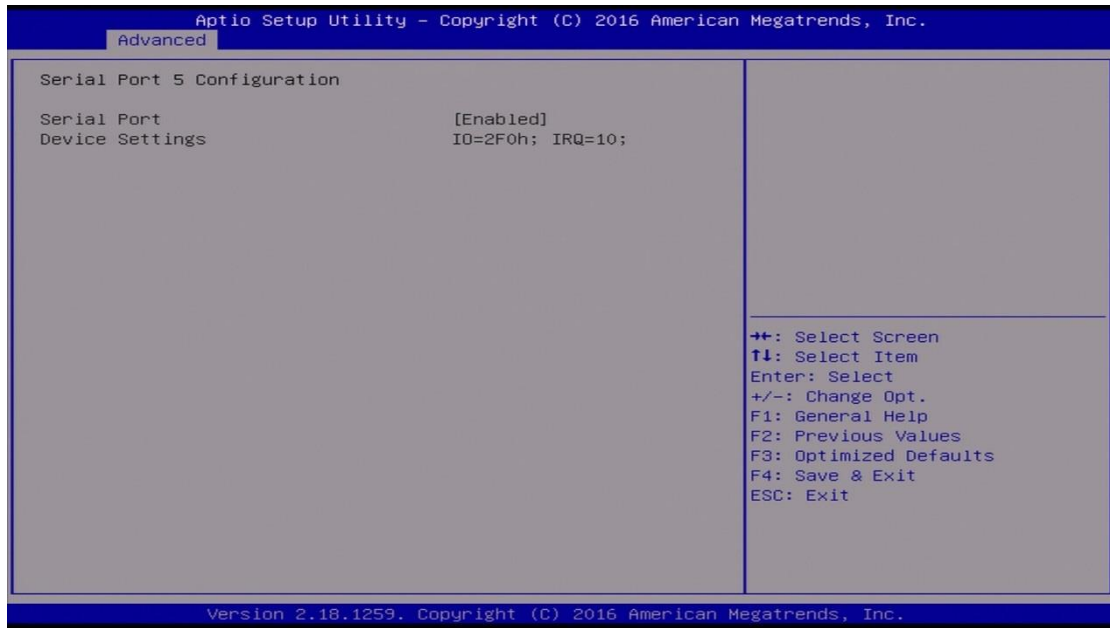 Aptio Setup Utility – Copyright (C) 2016 American Megatrends, Inc.
Advanced
Serial Port 5 Configuration
Serial Port [Enabled]
Device Settings IO=2F0h; IRQ=10;
→←: Select Screen
↑↓: Select Item
Enter: Select
+/-: Change Opt.
F1: General Help
F2: Previous Values
F3: Optimized Defaults
F4: Save & Exit
ESC: Exit
Version 2.18.1259. Copyright (C) 2016 American Megatrends, Inc.